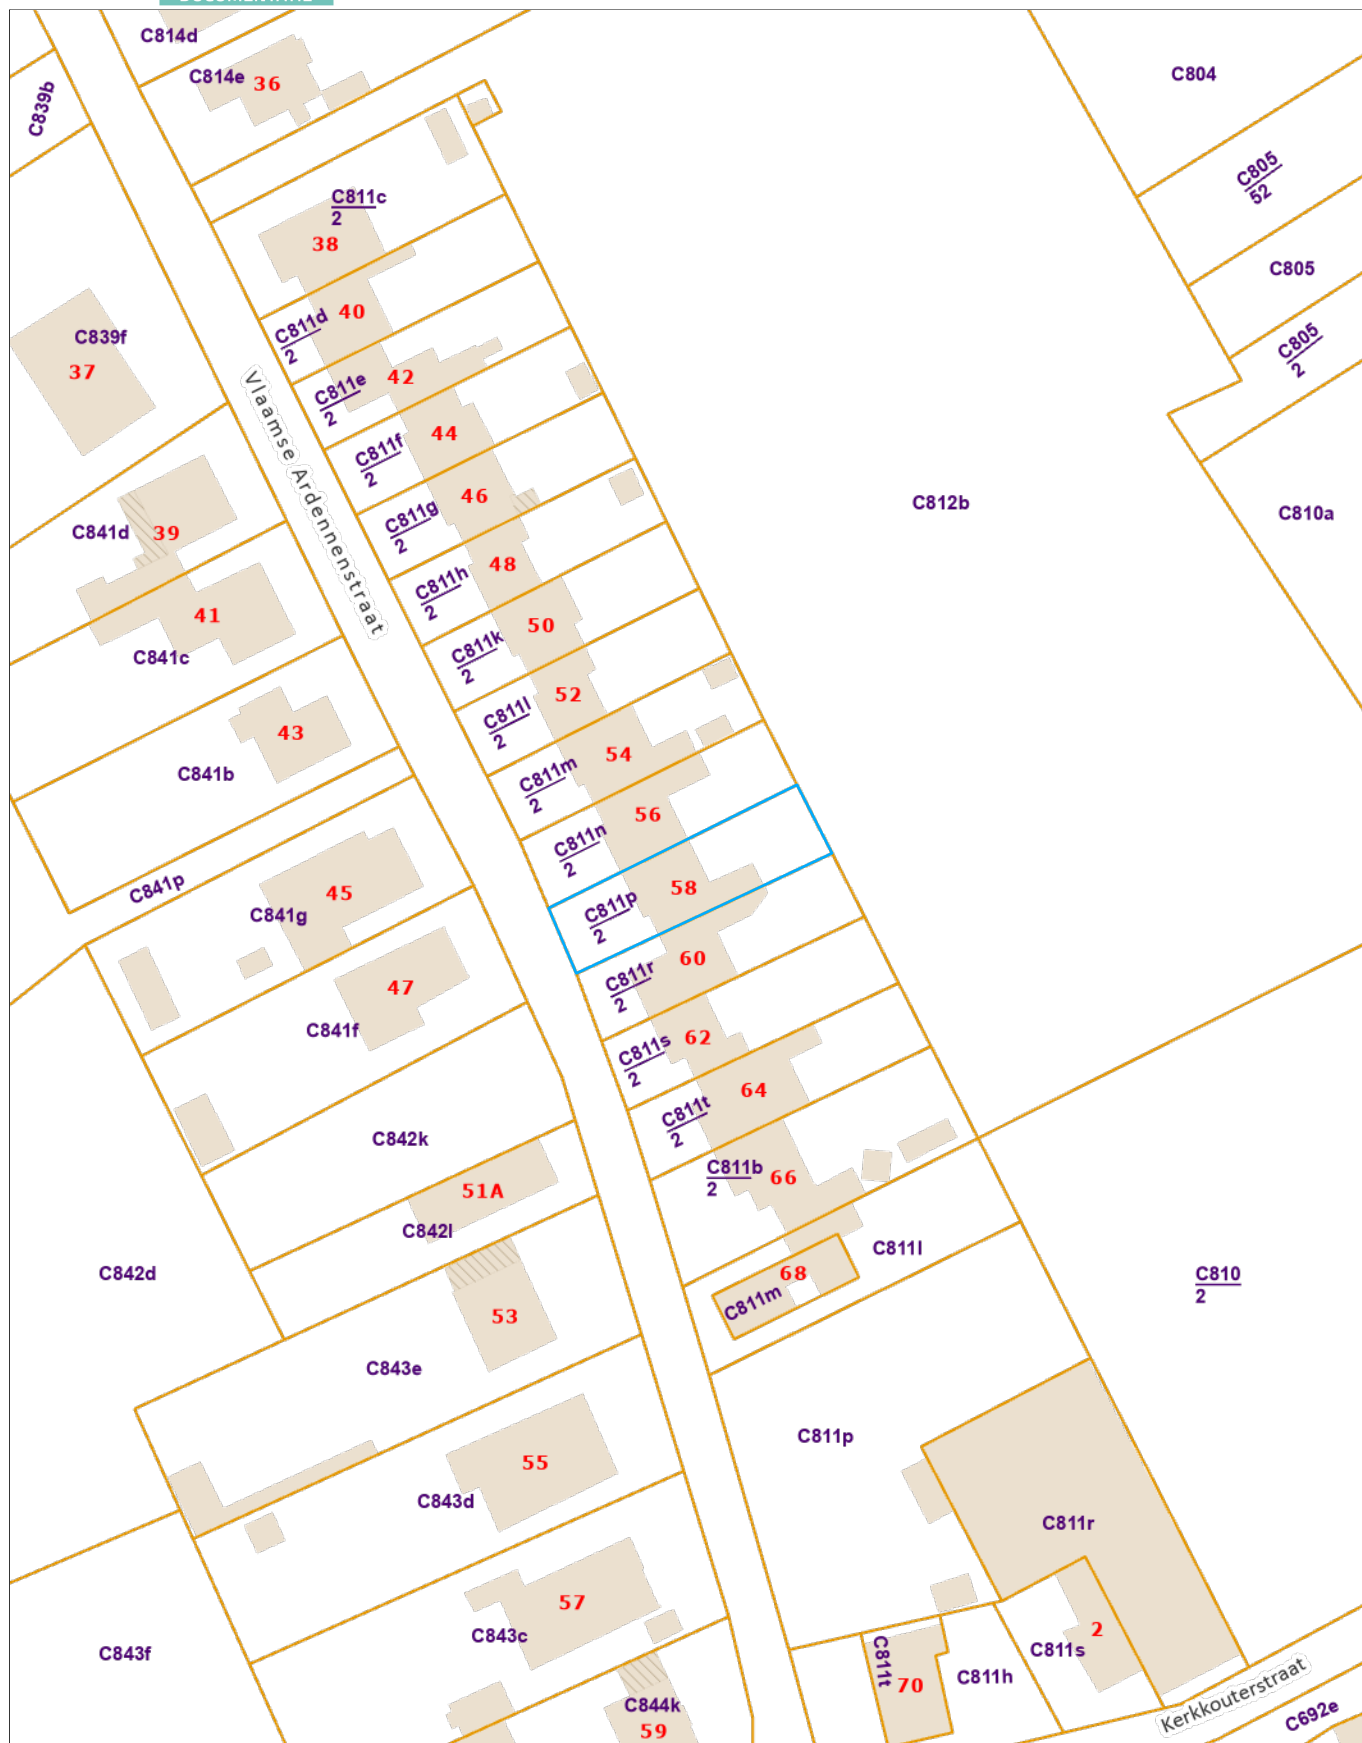 C814d
C804
C814e
36
C839b
C805
52
C811c
2
38
C805
40
C811d
2
C839f
37
C805
2
42
C811e
2
Vlaamse Ardennenstraat
44
C811f
2
46
C811g
2
C812b
C810a
C841d
39
48
C811h
2
41
50
C841c
C811k
2
52
C811l
2
43
54
C841b
C811m
2
56
C811n
2
C841p
45
58
C841g
C811p
2
60
47
C811r
2
C841f
62
C811s
2
64
C842k
C811t
2
C811b
2
66
51A
C842l
C811l
C842d
68
C810
2
C811m
53
C843e
C811p
55
C843d
C811r
57
C843c
2
C811s
C843f
C811t
70
C811h
Kerkkouterstraat
C844k
59
C692e